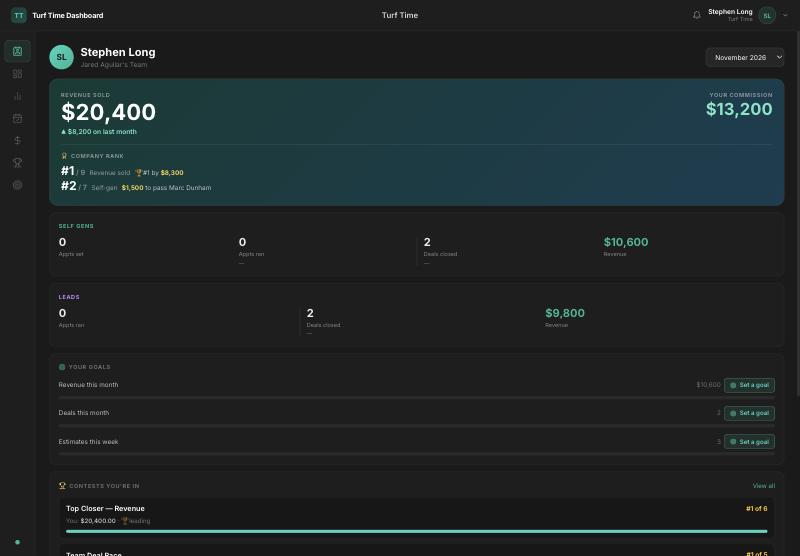 TT Turf Time Dashboard
Turf Time
Stephen Long
Turf Time
SL
SL
Stephen Long
Jared Aguilar's Team
November 2026
REVENUE SOLD
$20,400
▲ $8,200 on last month
YOUR COMMISSION
$13,200
COMPANY RANK
#1 / 9 Revenue sold 🏆#1 by $8,300
#2 / 7 Self-gen $1,500 to pass Marc Dunham
SELF GENS
0
Appts set
0
Appts ran
—
2
Deals closed
—
$10,600
Revenue
LEADS
0
Appts ran
2
Deals closed
—
$9,800
Revenue
YOUR GOALS
Revenue this month
$10,600
Set a goal
Deals this month
2
Set a goal
Estimates this week
3
Set a goal
CONTESTS YOU'RE IN
View all
Top Closer — Revenue
#1 of 6
You: $20,400.00 · 🏆leading
Team Deal Race
#1 of 5